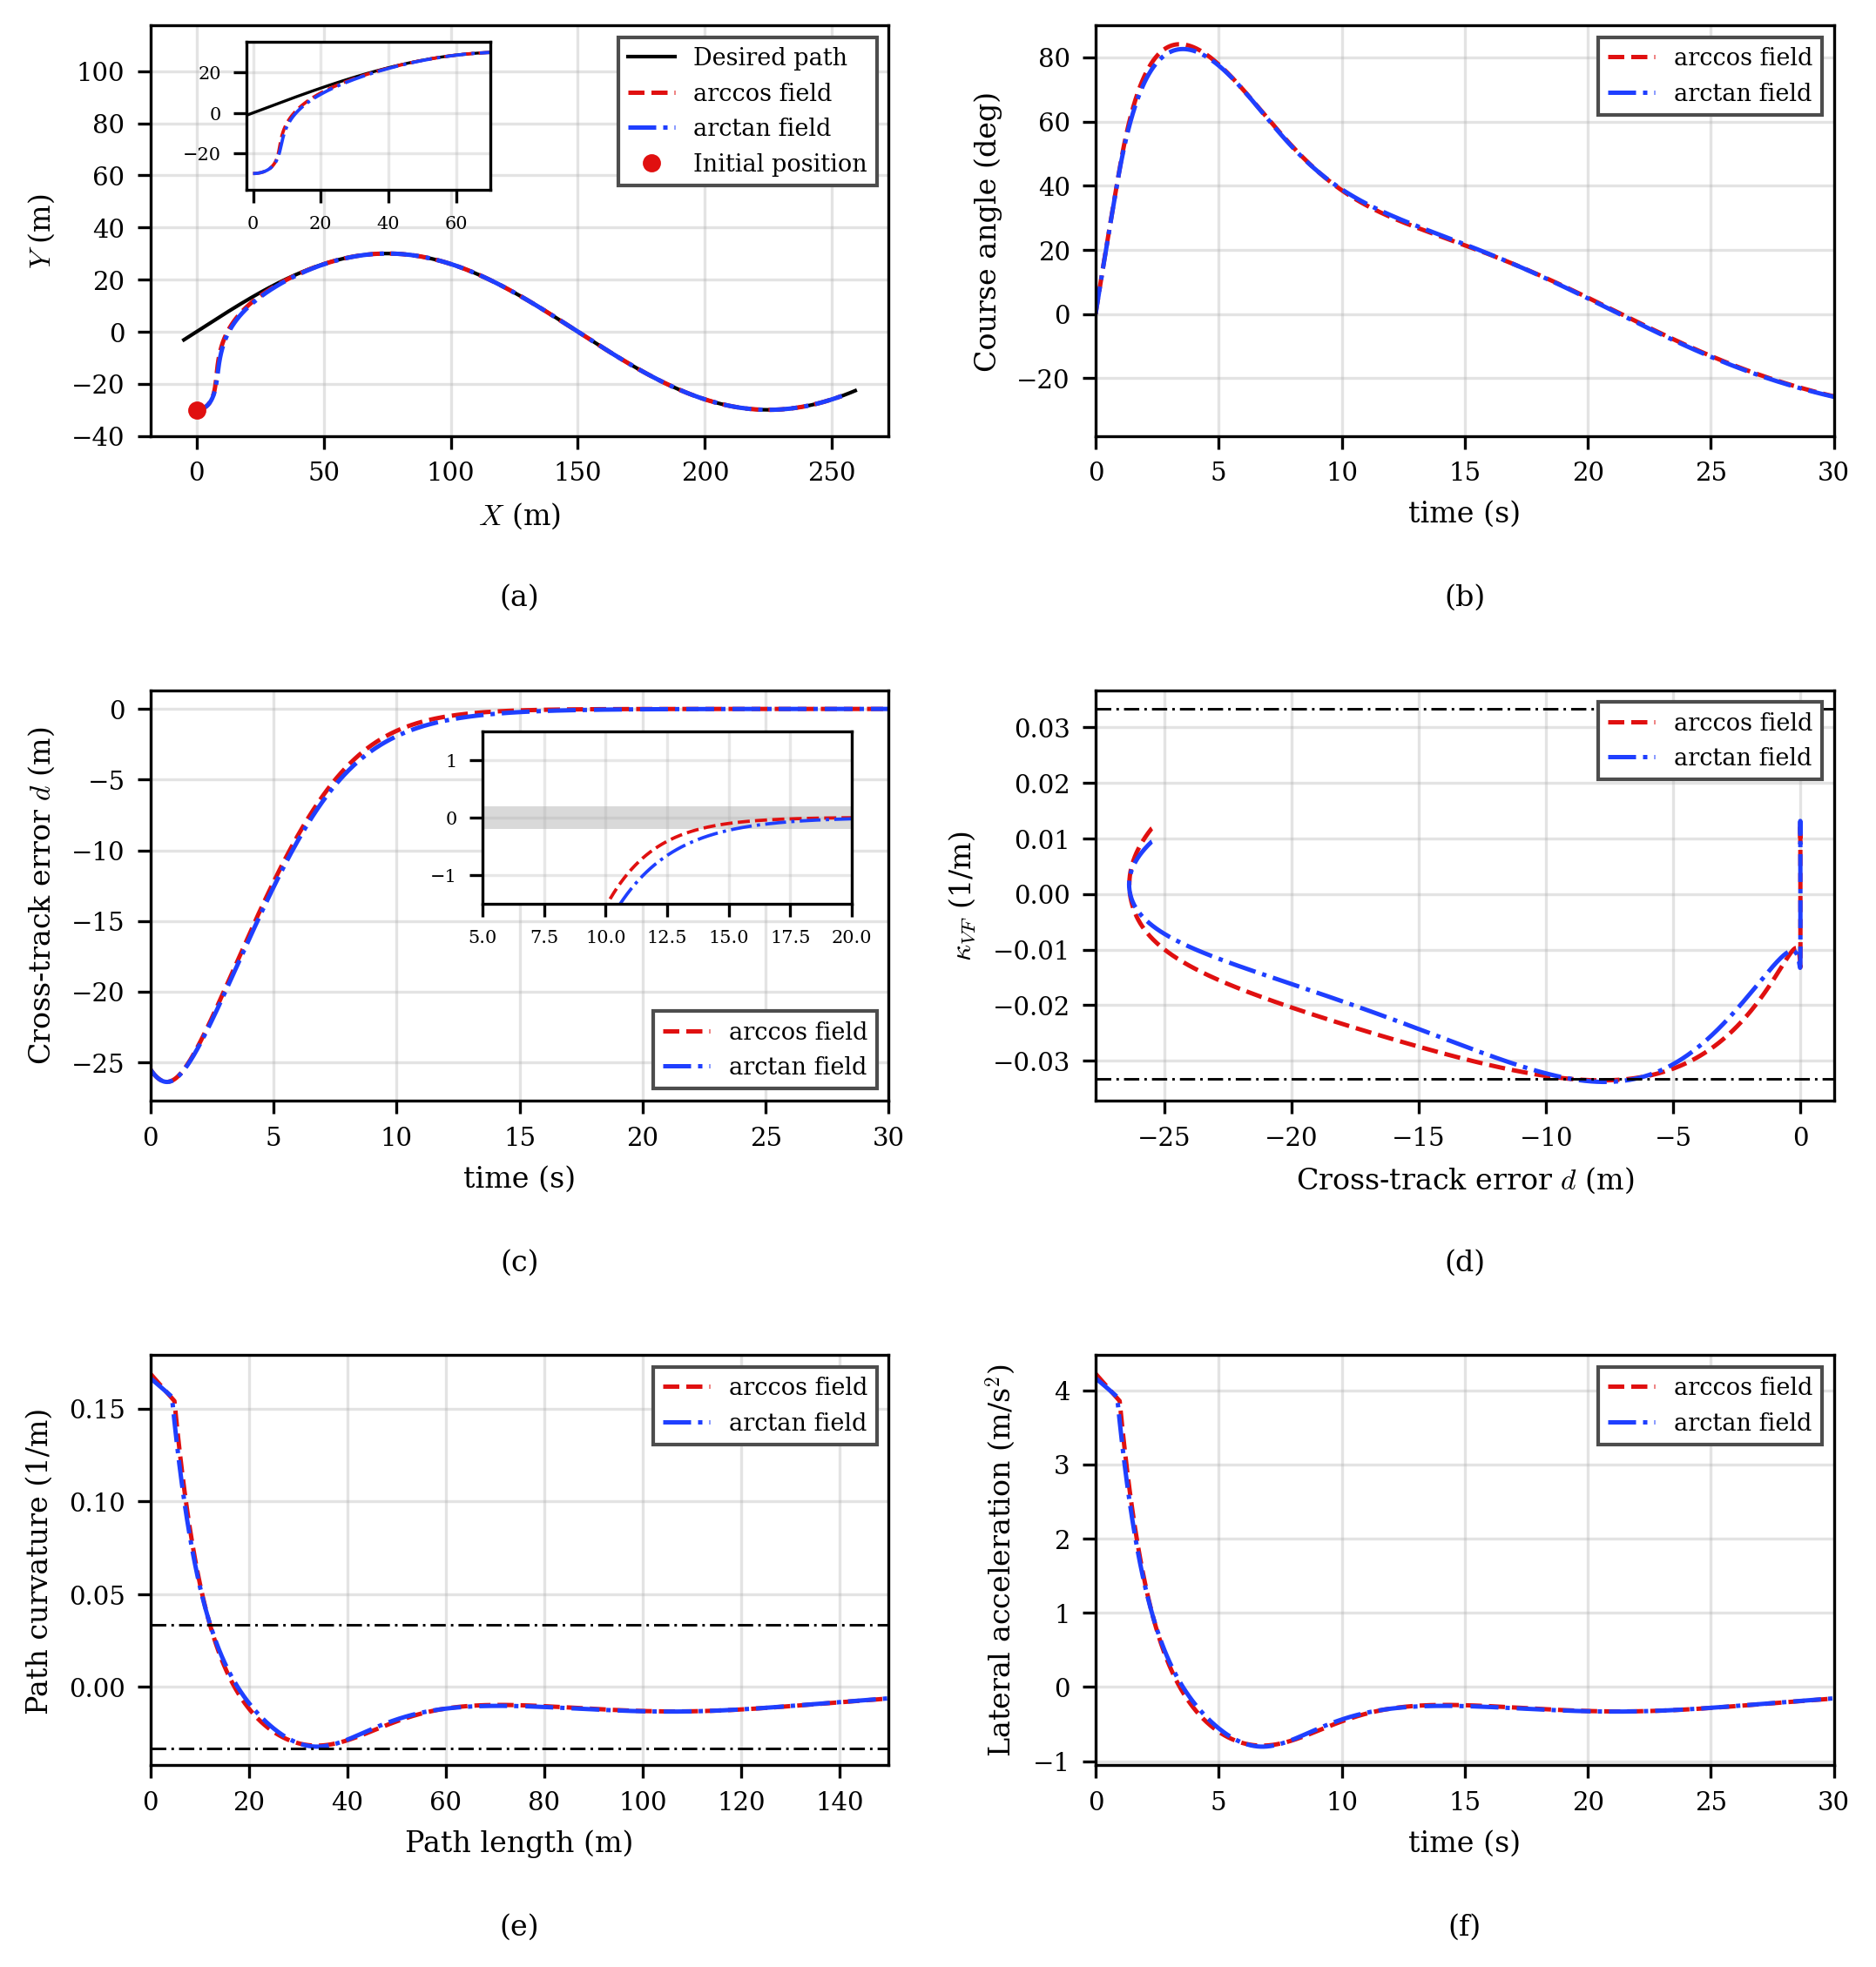 100
80
60
40
20
0
−20
−40
Y (m)
20
0
−20
0 20 40 60
Desired path
arccos field
arctan field
Initial position
0 50 100 150 200 250
X (m)
(a)
80
60
40
20
0
−20
Course angle (deg)
arccos field
arctan field
0 5 10 15 20 25 30
time (s)
(b)
0
−5
−10
−15
−20
−25
Cross-track error d (m)
1
0
−1
5.0 7.5 10.0 12.5 15.0 17.5 20.0
arccos field
arctan field
0 5 10 15 20 25 30
time (s)
(c)
0.03
0.02
0.01
0.00
−0.01
−0.02
−0.03
κVF (1/m)
arccos field
arctan field
−25 −20 −15 −10 −5 0
Cross-track error d (m)
(d)
0.15
0.10
0.05
0.00
Path curvature (1/m)
arccos field
arctan field
0 20 40 60 80 100 120 140
Path length (m)
(e)
4
3
2
1
0
−1
Lateral acceleration (m/s²)
arccos field
arctan field
0 5 10 15 20 25 30
time (s)
(f)